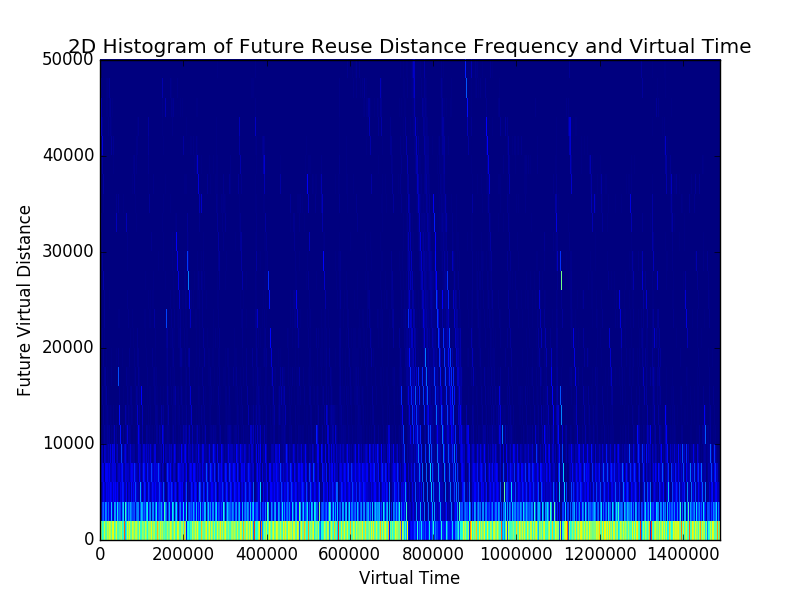 2D Histogram of Future Reuse Distance Frequency and Virtual Time
50000
40000
30000
20000
10000
0
Future Virtual Distance
0 200000 400000 600000 800000 1000000 1200000 1400000
Virtual Time